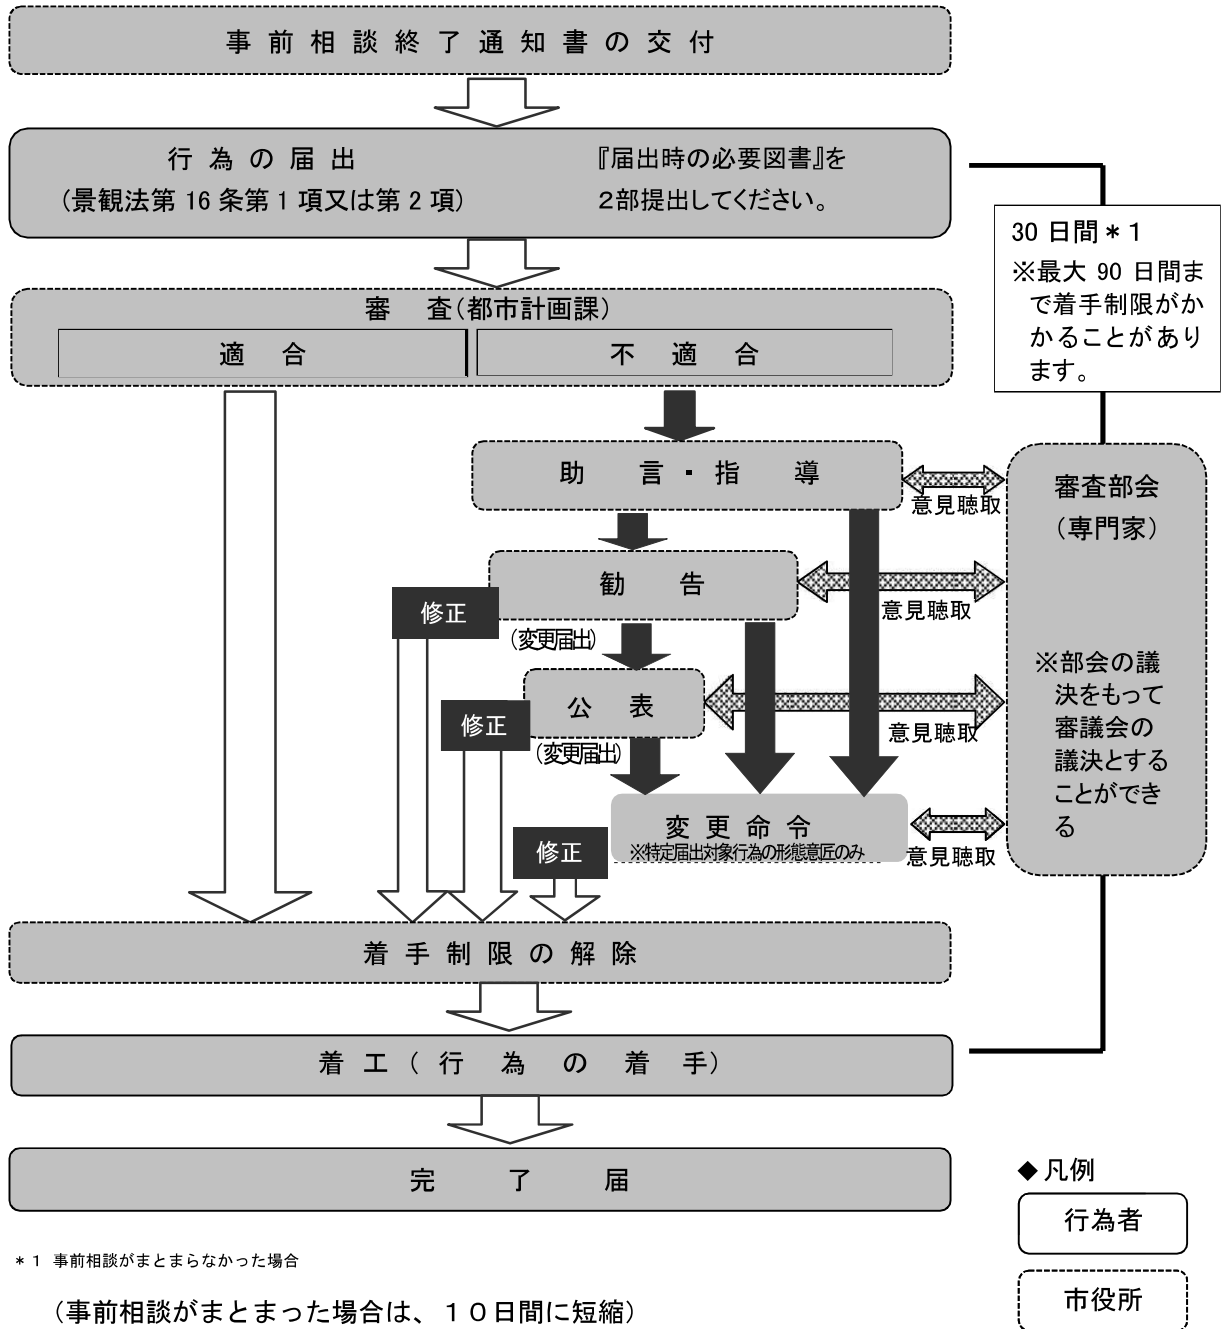 事前相談終了通知書の交付
行為の届出
(景観法第16条第1項又は第2項)
『届出時の必要図書』を
2部提出してください。
30日間*1
※最大90日間ま
で着手制限がか
かることがあり
ます。
審 査(都市計画課)
適 合
不 適 合
助 言・指 導
意見聴取
勧 告
意見聴取
修正
(変更届出)
公 表
意見聴取
修正
(変更届出)
変更命令
※特定届出対象行為の形態意匠のみ
意見聴取
修正
審査部会
(専門家)
※部会の議
決をもって
審議会の
議決とする
ことができ
る
着手制限の解除
着工(行 為 の 着 手)
完 了 届
◆凡例
行為者
市役所
*1 事前相談がまとまらなかった場合
(事前相談がまとまった場合は、10日間に短縮)